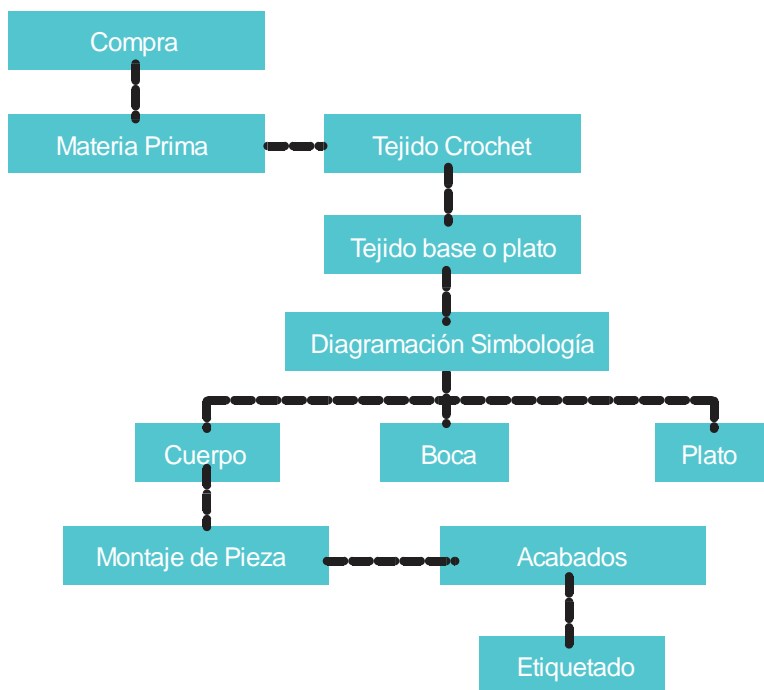 Compra
Materia Prima
Tejido Crochet
Tejido base o plato
Diagramación Simbología
Cuerpo
Boca
Plato
Montaje de Pieza
Acabados
Etiquetado